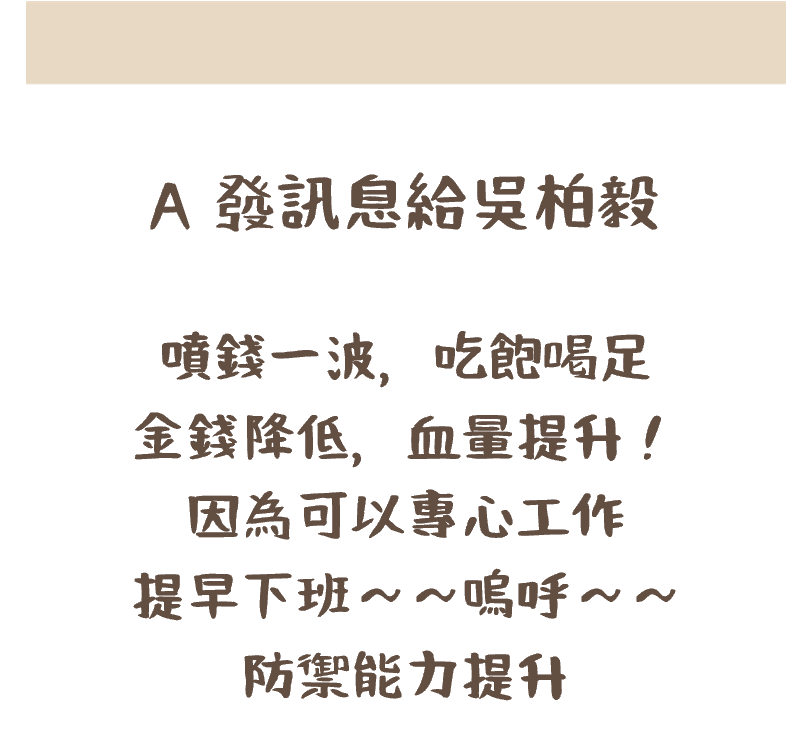 A 發訊息給吳柏毅
噴錢一波，吃飽喝足
金錢降低，血量提升！
因為可以專心工作
提早下班～～嗚呼～～
防禦能力提升